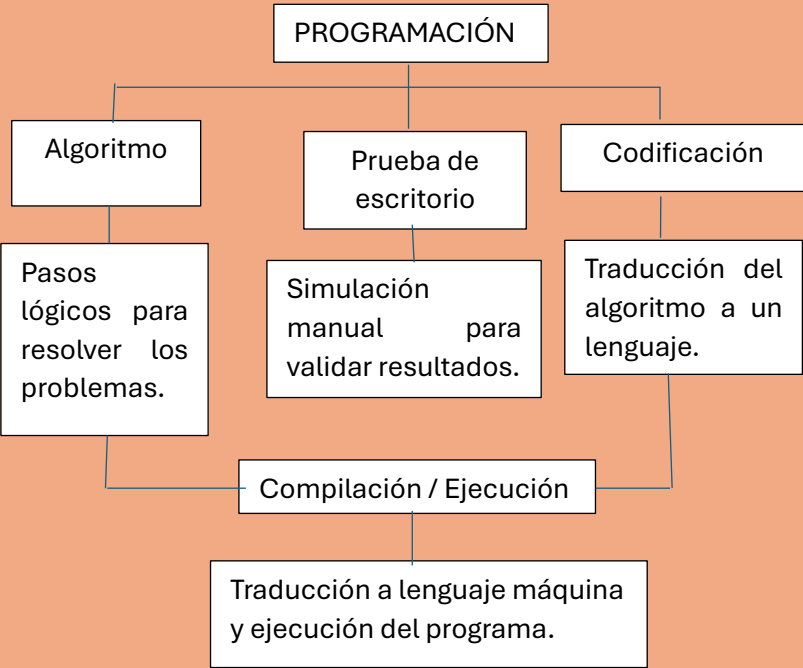 PROGRAMACIÓN
Algoritmo
Prueba de
escritorio
Codificación
Pasos
lógicos para
resolver los
problemas.
Simulación
manual para
validar resultados.
Traducción del
algoritmo a un
lenguaje.
Compilación / Ejecución
Traducción a lenguaje máquina
y ejecución del programa.